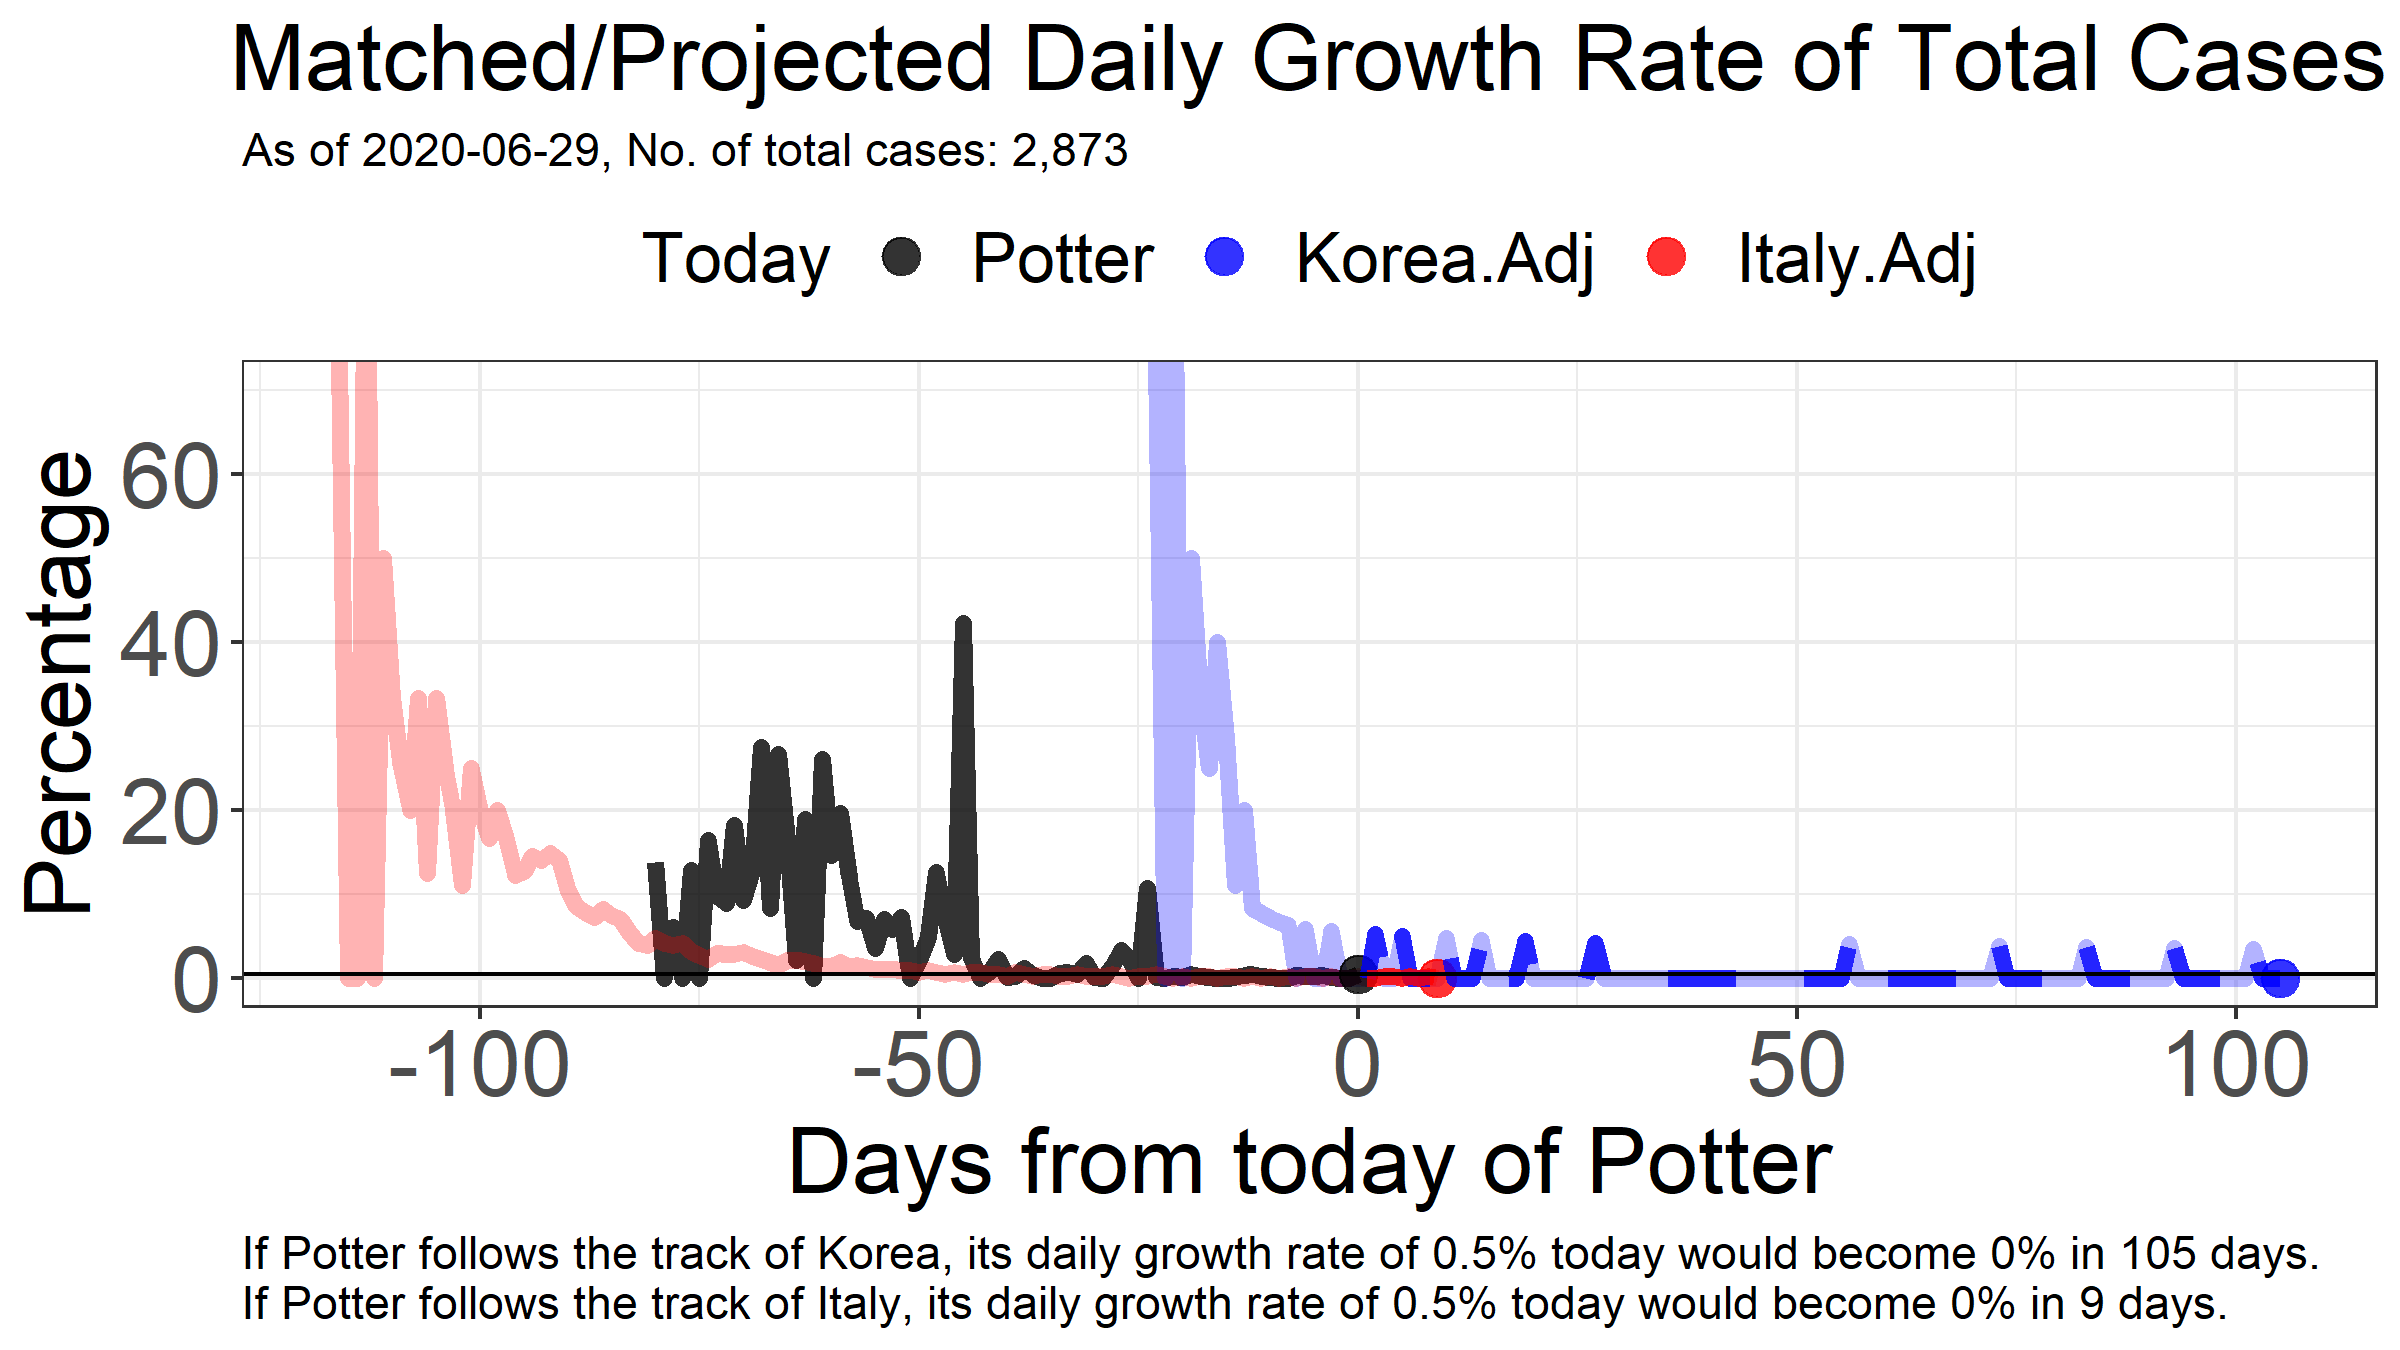 Matched/Projected Daily Growth Rate of Total Cases
As of 2020-06-29, No. of total cases: 2,873
Today Potter Korea.Adj Italy.Adj
Percentage
60
40
20
0
-100 -50 0 50 100
Days from today of Potter
If Potter follows the track of Korea, its daily growth rate of 0.5% today would become 0% in 105 days.
If Potter follows the track of Italy, its daily growth rate of 0.5% today would become 0% in 9 days.